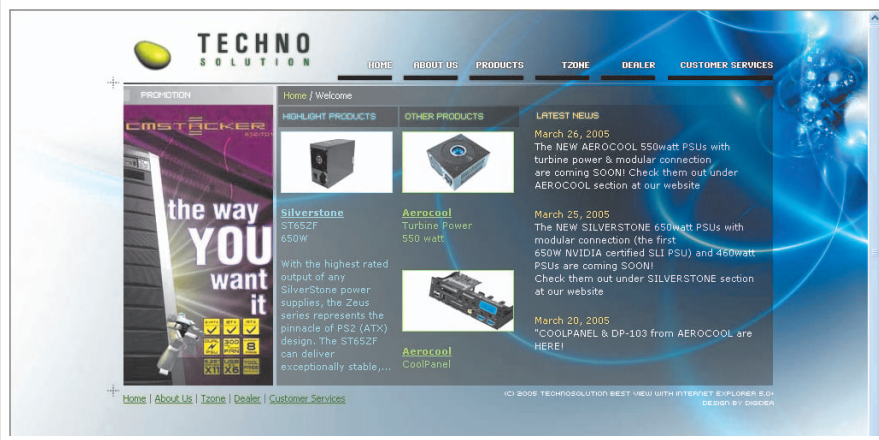 TECHNO
SOLUTION
HOME ABOUT US PRODUCTS TZONE DEALER CUSTOMER SERVICES
PROMOTION
CMSTACKER
the way
YOU
want
it
Home / Welcome
HIGHLIGHT PRODUCTS
Silverstone
ST65ZF
650W
With the highest rated
output of any
SilverStone power
supplies, the Zeus
series represents the
pinnacle of PS2 (ATX)
design. The ST65ZF
can deliver
exceptionally stable,...
OTHER PRODUCTS
Aerocool
Turbine Power
550 watt
Aerocool
CoolPanel
LATEST NEWS
March 26, 2005
The NEW AEROCOOL 550watt PSUs with
turbine power & modular connection
are coming SOON! Check them out under
AEROCOOL section at our website
March 25, 2005
The NEW SILVERSTONE 650watt PSUs with
modular connection (the first
650W NVIDIA certified SLI PSU) and 460watt
PSUs are coming SOON!
Check them out under SILVERSTONE section
at our website
March 20, 2005
"COOLPANEL & DP-103 from AEROCOOL are
HERE!
Home | About Us | Tzone | Dealer | Customer Services
(C) 2005 TECHNOSOLUTION BEST VIEW WITH INTERNET EXPLORER 5.0+
DESIGN BY DIGIDEA